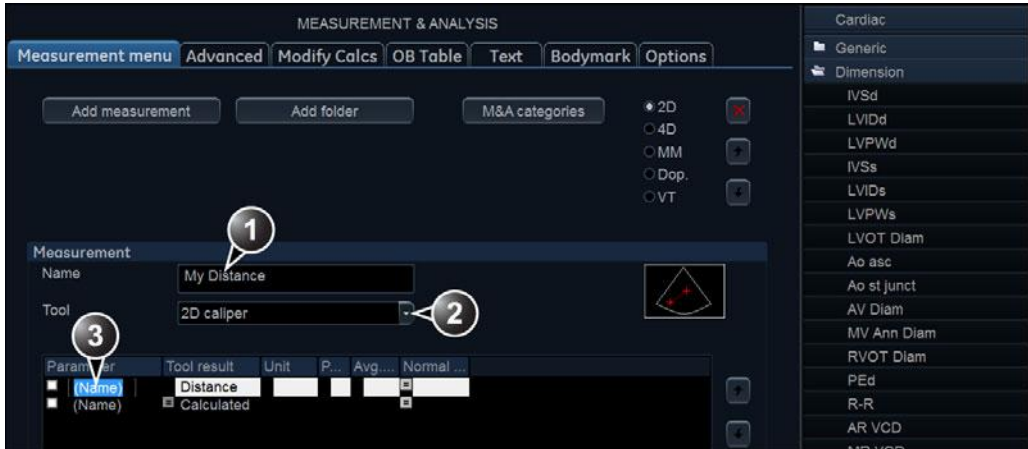 MEASUREMENT & ANALYSIS
Measurement menu Advanced Modify Calcs OB Table Text Bodymark Options
Add measurement Add folder M&A categories
2D
4D
MM
Dop.
VT
1
Measurement
Name My Distance
Tool 2D caliper
2
3
Parameter Tool result Unit P... Avg.... Normal ...
(Name) Distance
(Name) Calculated
Cardiac
Generic
Dimension
IVSd
LVIDd
LVPWd
IVSs
LVIDs
LVPWs
LVOT Diam
Ao asc
Ao st junct
AV Diam
MV Ann Diam
RVOT Diam
PEd
R-R
AR VCD